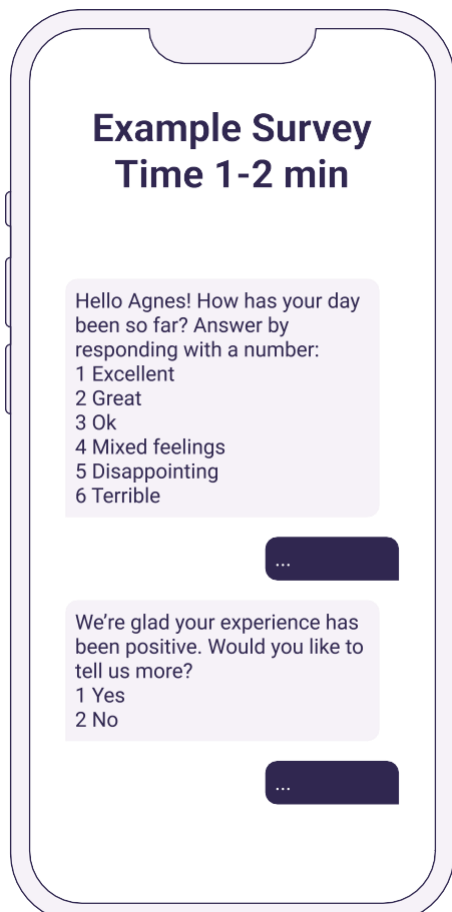 Example Survey
Time 1-2 min
Hello Agnes! How has your day
been so far? Answer by
responding with a number:
1 Excellent
2 Great
3 Ok
4 Mixed feelings
5 Disappointing
6 Terrible
...
We’re glad your experience has
been positive. Would you like to
tell us more?
1 Yes
2 No
...